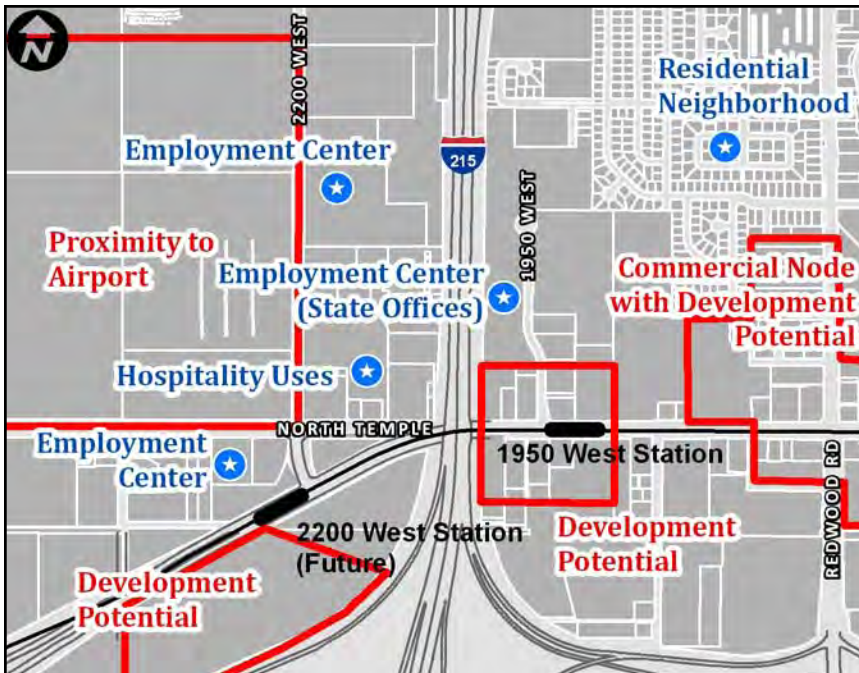 N
2200 WEST
Residential
Neighborhood
Employment Center
215
1950 WEST
Proximity to
Airport
Employment Center
(State Offices)
Commercial Node
with Development
Potential
Hospitality Uses
NORTH TEMPLE
Employment
Center
1950 West Station
REDWOOD RD
2200 West Station
(Future)
Development
Potential
Development
Potential